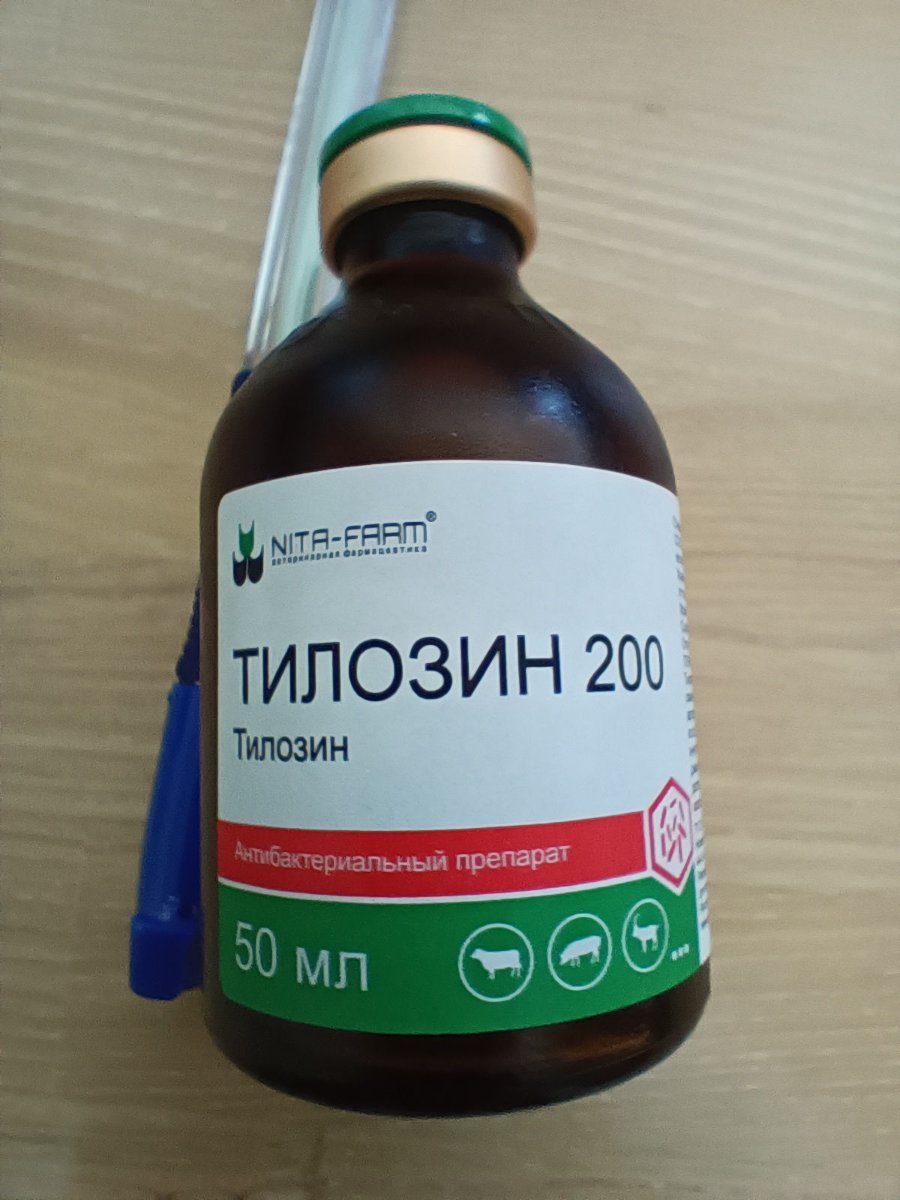 NITA-FARM®
ветеринарная фармацевтика
ТИЛОЗИН 200
Тилозин
Антибактериальный препарат
50 мл